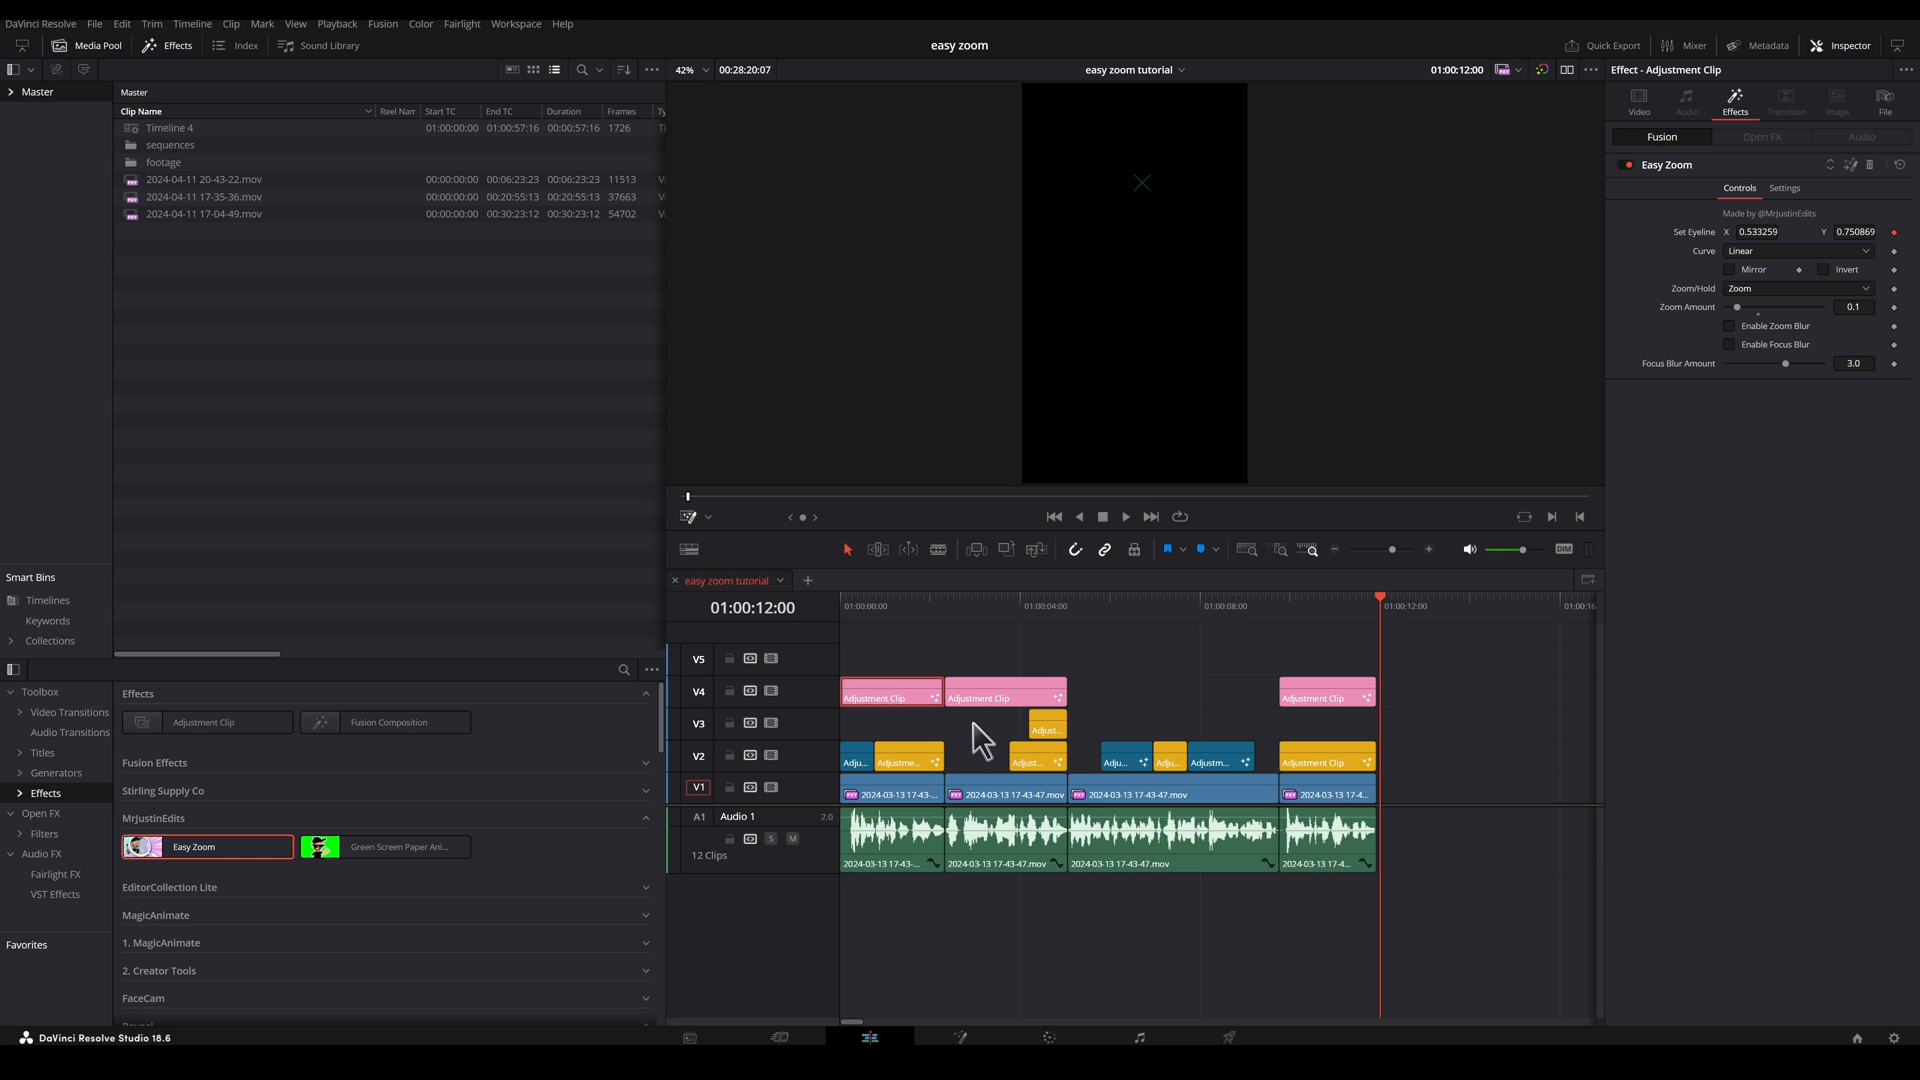 DaVinci Resolve File Edit Trim Timeline Clip Mark View Playback Fusion Color Fairlight Workspace Help
Media Pool Effects Index Sound Library
easy zoom
Quick Export Mixer Metadata Inspector
42% 00:28:20:07
easy zoom tutorial
01:00:12:00
Effect - Adjustment Clip
Master
Master
Clip Name Reel Nam Start TC End TC Duration Frames Ty
Timeline 4 01:00:00:00 01:00:57:16 00:00:57:16 1726 Ti
sequences
footage
2024-04-11 20-43-22.mov 00:00:00:00 00:06:23:23 00:06:23:23 11513 Vi
2024-04-11 17-35-36.mov 00:00:00:00 00:20:55:13 00:20:55:13 37663 Vi
2024-04-11 17-04-49.mov 00:00:00:00 00:30:23:12 00:30:23:12 54702 Vi
Smart Bins
Timelines
Keywords
Collections
Video Audio Effects Transition Image File
Fusion Open FX Audio
Easy Zoom
Controls Settings
Made by @MrJustinEdits
Set Eyeline X 0.533259 Y 0.750869
Curve Linear
Mirror Invert
Zoom/Hold Zoom
Zoom Amount 0.1
Enable Zoom Blur
Enable Focus Blur
Focus Blur Amount 3.0
Toolbox
Video Transitions
Audio Transitions
Titles
Generators
Effects
Open FX
Filters
Audio FX
Fairlight FX
VST Effects
Favorites
Effects
Adjustment Clip Fusion Composition
Fusion Effects
Stirling Supply Co
MrJustinEdits
Easy Zoom Green Screen Paper Ani...
EditorCollection Lite
MagicAnimate
1. MagicAnimate
2. Creator Tools
FaceCam
DIM
easy zoom tutorial
01:00:12:00
01:00:00:00 01:00:04:00 01:00:08:00 01:00:12:00 01:00:16
V5
V4 Adjustment Clip Adjustment Clip Adjustment Clip
V3 Adjust...
V2 Adju... Adjustme... Adjust... Adju... Adju... Adjustm... Adjustment Clip
V1 2024-03-13 17-43-... 2024-03-13 17-43-47.mov 2024-03-13 17-43-47.mov 2024-03-13 17-4...
A1 Audio 1 2.0
S M
12 Clips
2024-03-13 17-43-... 2024-03-13 17-43-47.mov 2024-03-13 17-43-47.mov 2024-03-13 17-4...
DaVinci Resolve Studio 18.6